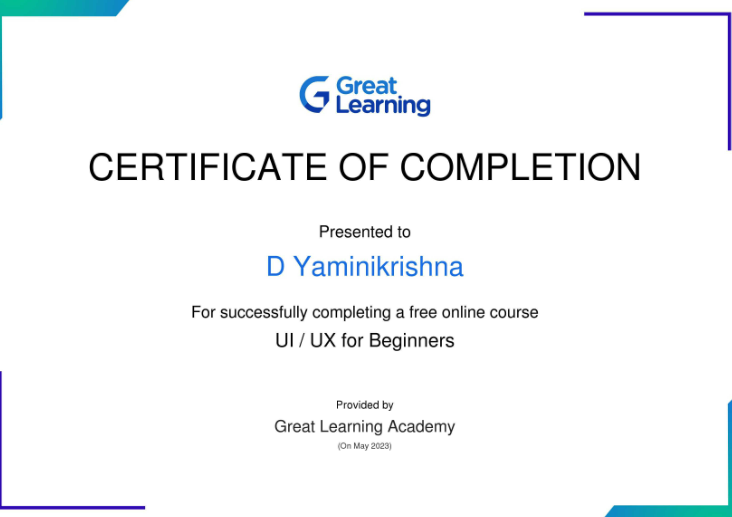 Great
Learning
CERTIFICATE OF COMPLETION
Presented to
D Yaminikrishna
For successfully completing a free online course
UI / UX for Beginners
Provided by
Great Learning Academy
(On May 2023)